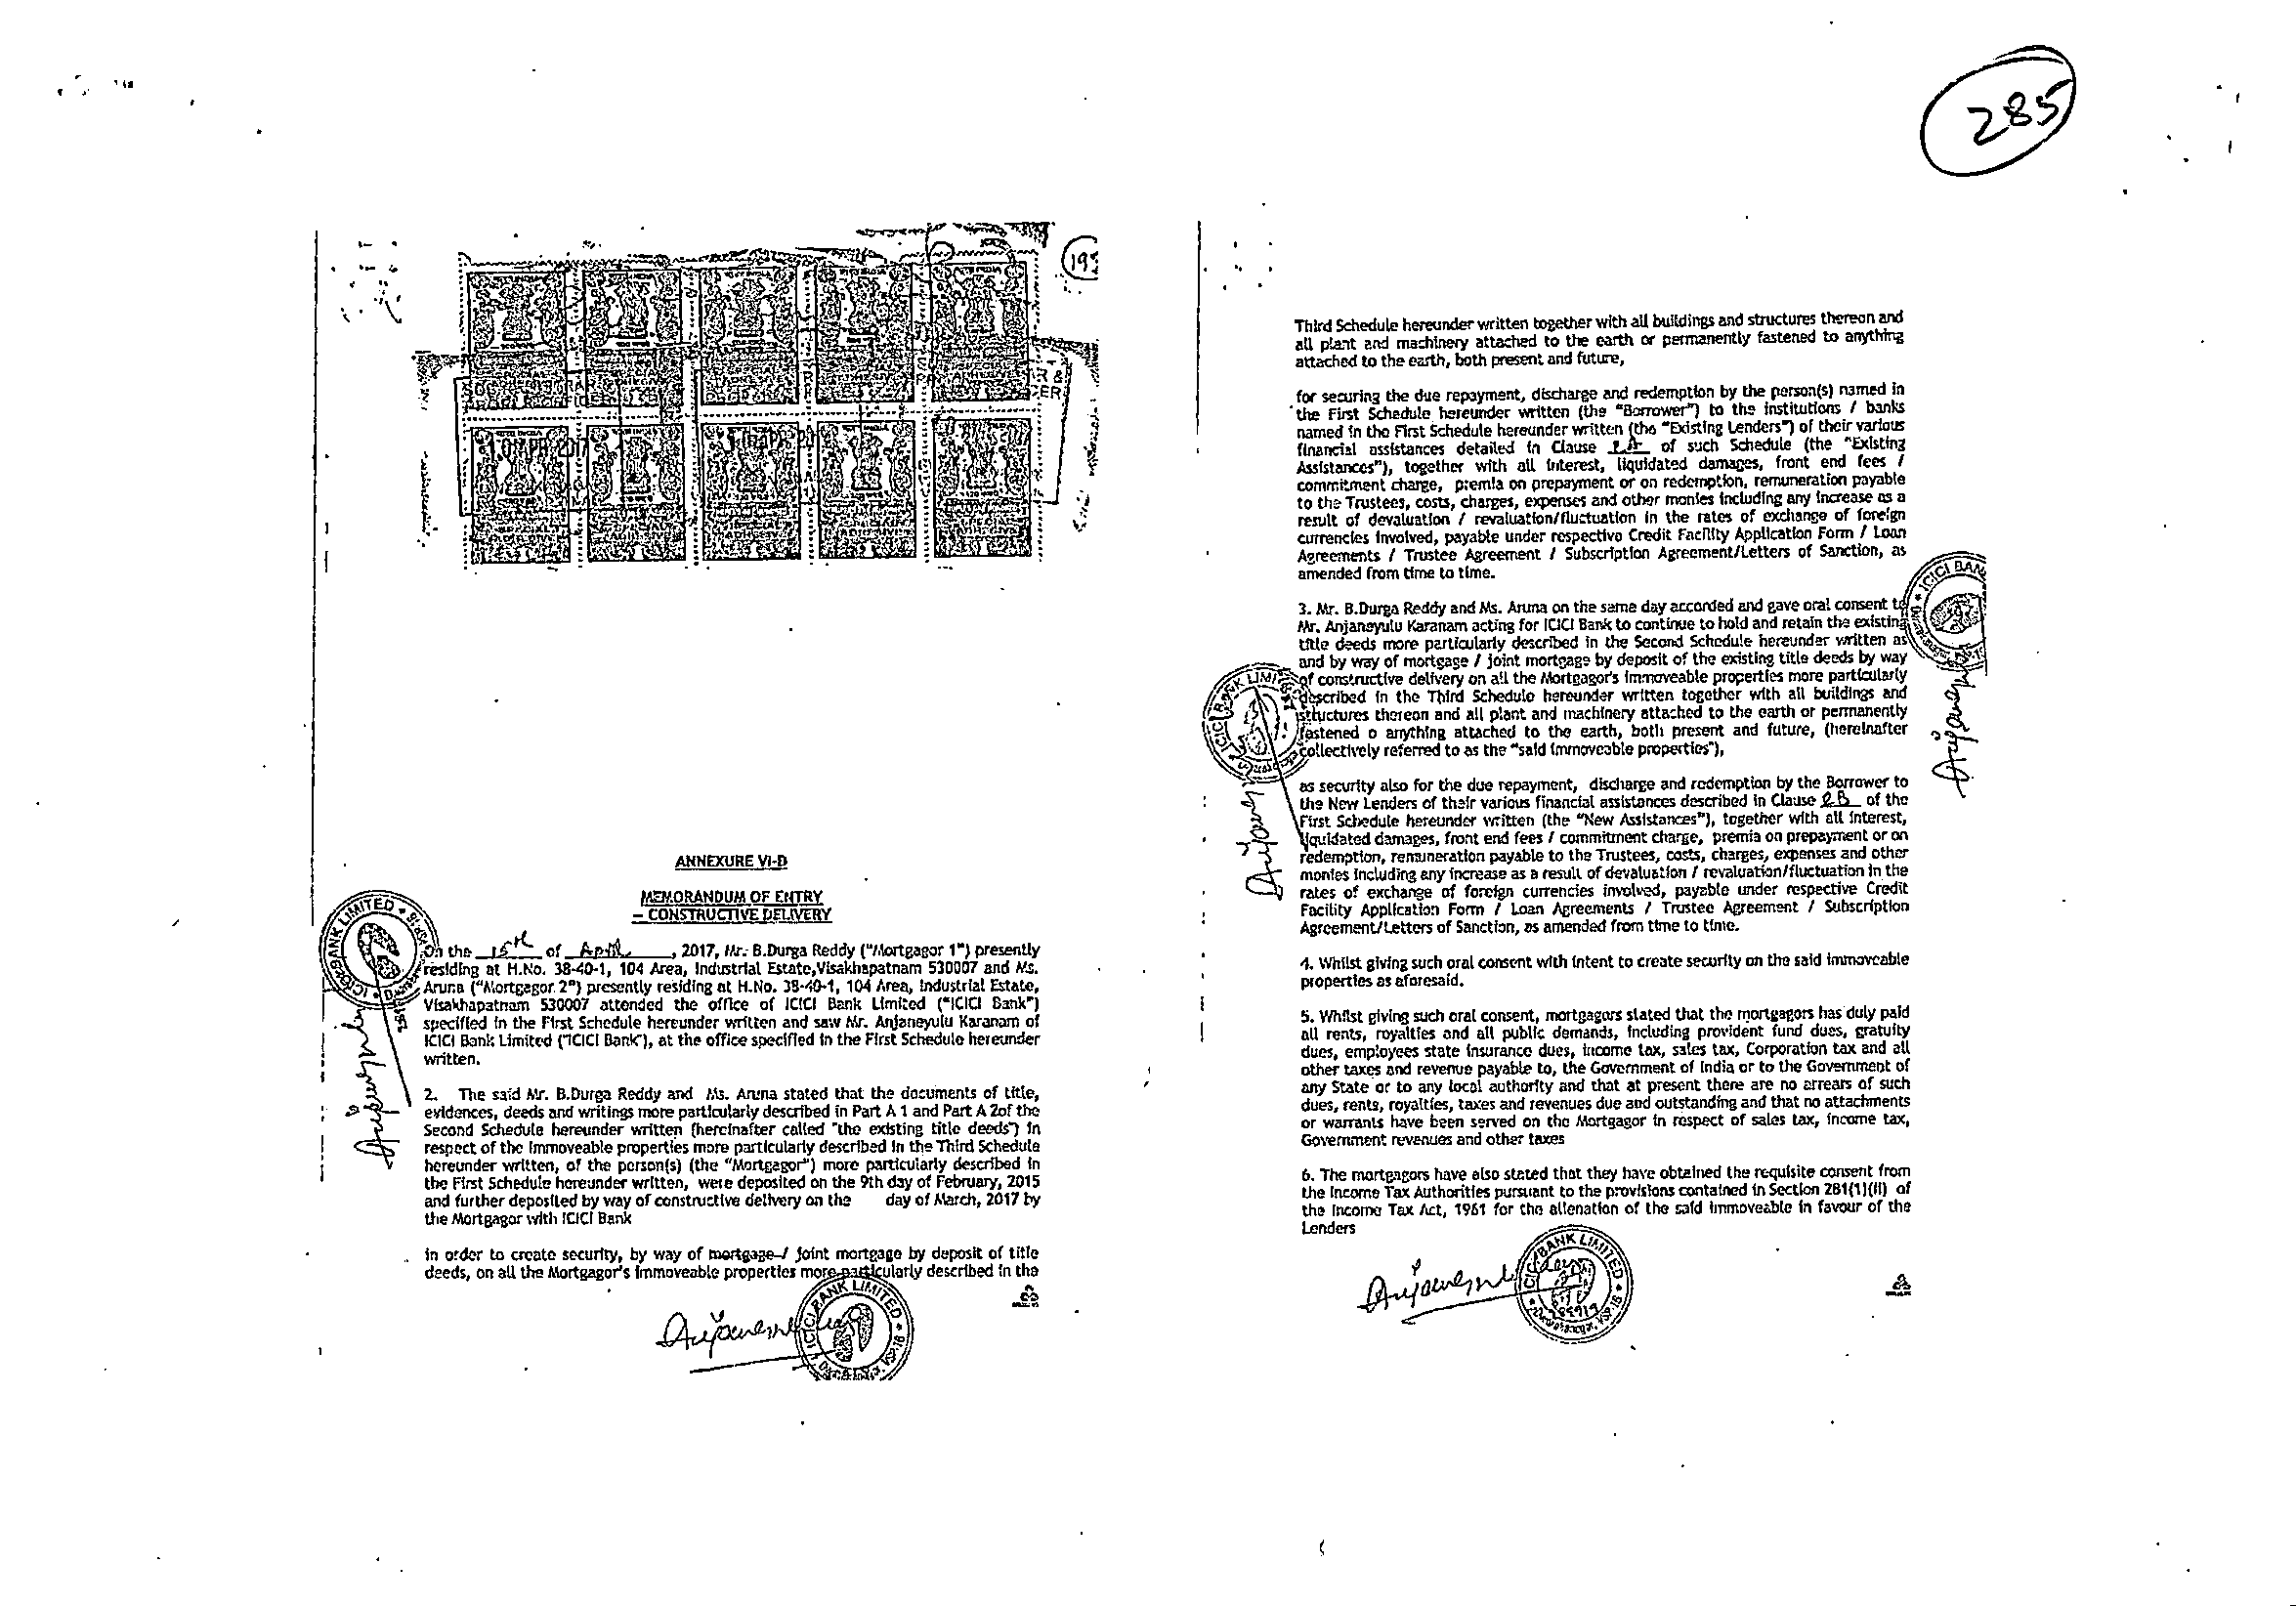 285
ANNEXURE VI-D
MEMORANDUM OF ENTRY
– CONSTRUCTIVE DELIVERY
On the 15th of April, 2017, Mr. B.Durga Reddy ("Mortgagor 1") presently
residing at H.No. 38-40-1, 104 Area, Industrial Estate,Visakhapatnam 530007 and Ms.
Aruna ("Mortgagor 2") presently residing at H.No. 38-40-1, 104 Area, Industrial Estate,
Visakhapatnam 530007 attended the office of ICICI Bank Limited ("ICICI Bank")
specified in the First Schedule hereunder written and saw Mr. Anjaneyulu Karanam of
ICICI Bank Limited ("ICICI Bank"), at the office specified in the First Schedule hereunder
written.
2. The said Mr. B.Durga Reddy and Ms. Aruna stated that the documents of title,
evidences, deeds and writings more particularly described in Part A 1 and Part A 2of the
Second Schedule hereunder written (hereinafter called "the existing title deeds") in
respect of the immoveable properties more particularly described in the Third Schedule
hereunder written, of the person(s) (the "Mortgagor") more particularly described in
the First Schedule hereunder written, were deposited on the 9th day of February, 2015
and further deposited by way of constructive delivery on the day of March, 2017 by
the Mortgagor with ICICI Bank
in order to create security, by way of mortgage / joint mortgage by deposit of title
deeds, on all the Mortgagor's immoveable properties more particularly described in the
ICICI BANK LIMITED
Third Schedule hereunder written together with all buildings and structures thereon and
all plant and machinery attached to the earth or permanently fastened to anything
attached to the earth, both present and future,
for securing the due repayment, discharge and redemption by the person(s) named in
the First Schedule hereunder written (the "Borrower") to the institutions / banks
named in the First Schedule hereunder written (the "Existing Lenders") of their various
financial assistances detailed in Clause 2A of such Schedule (the "Existing
Assistances"), together with all interest, liquidated damages, front end fees /
commitment charge, premia on prepayment or on redemption, remuneration payable
to the Trustees, costs, charges, expenses and other monies including any increase as a
result of devaluation / revaluation/fluctuation in the rates of exchange of foreign
currencies involved, payable under respective Credit Facility Application Form / Loan
Agreements / Trustee Agreement / Subscription Agreement/Letters of Sanction, as
amended from time to time.
3. Mr. B.Durga Reddy and Ms. Aruna on the same day accorded and gave oral consent to
Mr. Anjaneyulu Karanam acting for ICICI Bank to continue to hold and retain the existing
title deeds more particularly described in the Second Schedule hereunder written as
and by way of mortgage / joint mortgage by deposit of the existing title deeds by way
of constructive delivery on all the Mortgagor's immoveable properties more particularly
described in the Third Schedule hereunder written together with all buildings and
structures thereon and all plant and machinery attached to the earth or permanently
fastened o anything attached to the earth, both present and future, (hereinafter
collectively referred to as the "said immoveable properties"),
as security also for the due repayment, discharge and redemption by the Borrower to
the New Lenders of their various financial assistances described in Clause 2B of the
First Schedule hereunder written (the "New Assistances"), together with all interest,
liquidated damages, front end fees / commitment charge, premia on prepayment or on
redemption, remuneration payable to the Trustees, costs, charges, expenses and other
monies including any increase as a result of devaluation / revaluation/fluctuation in the
rates of exchange of foreign currencies involved, payable under respective Credit
Facility Application Form / Loan Agreements / Trustee Agreement / Subscription
Agreement/Letters of Sanction, as amended from time to time.
4. Whilst giving such oral consent with intent to create security on the said immoveable
properties as aforesaid.
5. Whilst giving such oral consent, mortgagors stated that the mortgagors has duly paid
all rents, royalties and all public demands, including provident fund dues, gratuity
dues, employees state insurance dues, income tax, sales tax, Corporation tax and all
other taxes and revenue payable to, the Government of India or to the Government of
any State or to any local authority and that at present there are no arrears of such
dues, rents, royalties, taxes and revenues due and outstanding and that no attachments
or warrants have been served on the Mortgagor in respect of sales tax, income tax,
Government revenues and other taxes
6. The mortgagors have also stated that they have obtained the requisite consent from
the Income Tax Authorities pursuant to the provisions contained in Section 281(1)(ii) of
the Income Tax Act, 1961 for the alienation of the said immoveable in favour of the
Lenders
ICICI BANK LIMITED